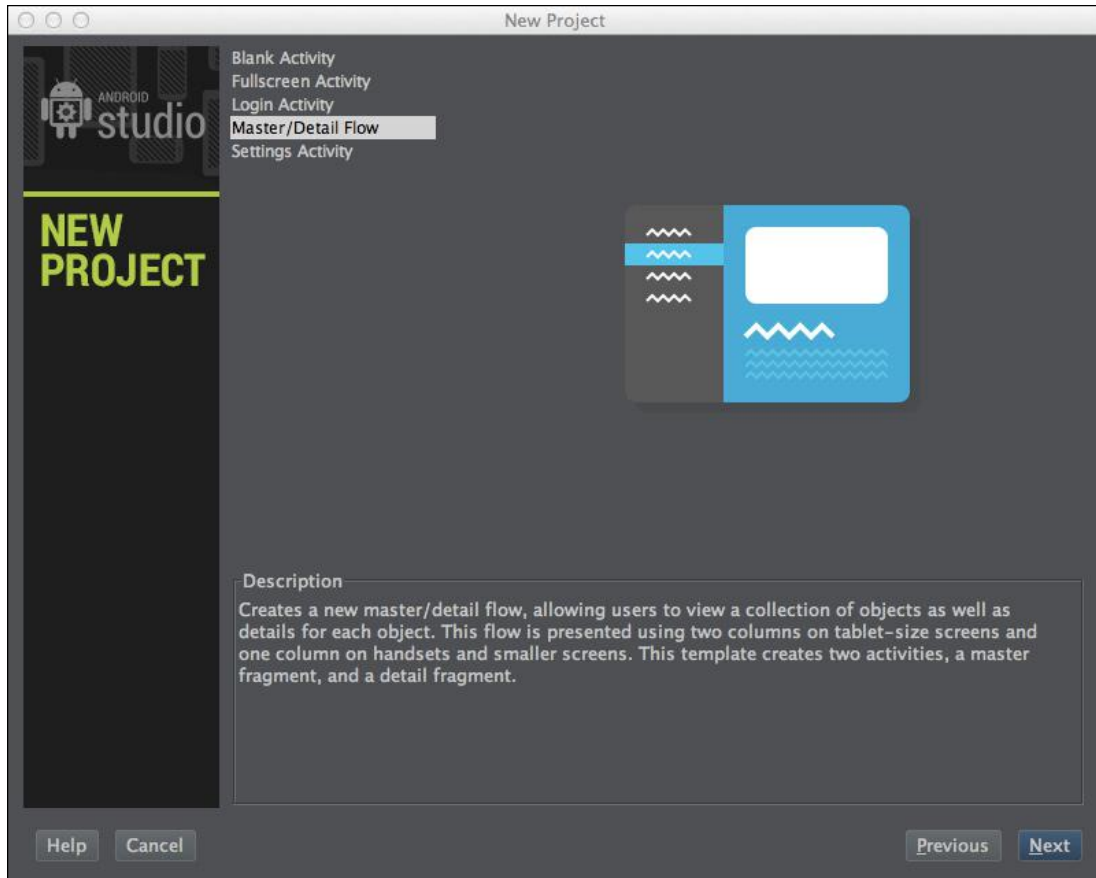 New Project
ANDROID
studio
NEW
PROJECT
Blank Activity
Fullscreen Activity
Login Activity
Master/Detail Flow
Settings Activity
Description
Creates a new master/detail flow, allowing users to view a collection of objects as well as
details for each object. This flow is presented using two columns on tablet-size screens and
one column on handsets and smaller screens. This template creates two activities, a master
fragment, and a detail fragment.
Help Cancel Previous Next